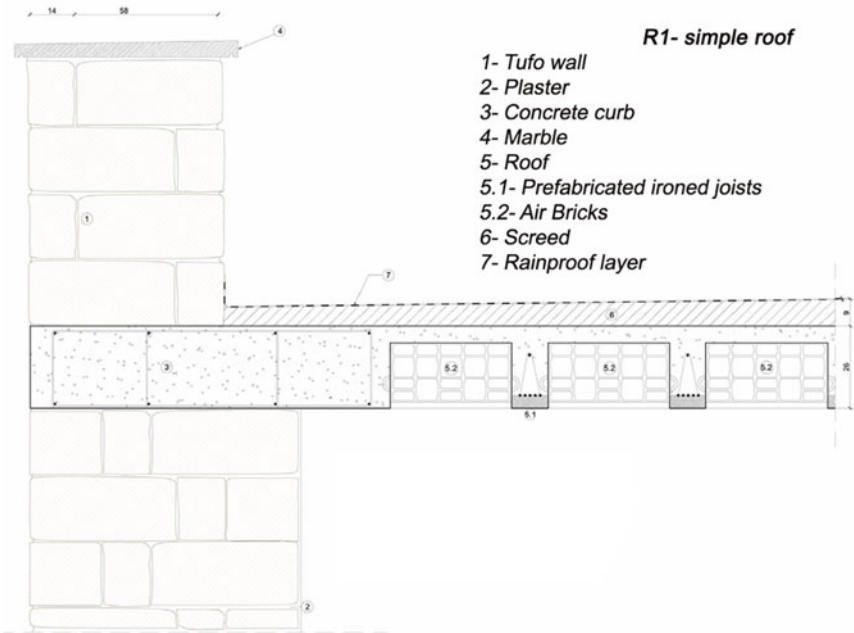 14
58
4
R1- simple roof
1- Tufo wall
2- Plaster
3- Concrete curb
4- Marble
5- Roof
5.1- Prefabricated ironed joists
5.2- Air Bricks
6- Screed
7- Rainproof layer
1
7
6
9
3
5.2
5.2
5.2
26
5.1
2